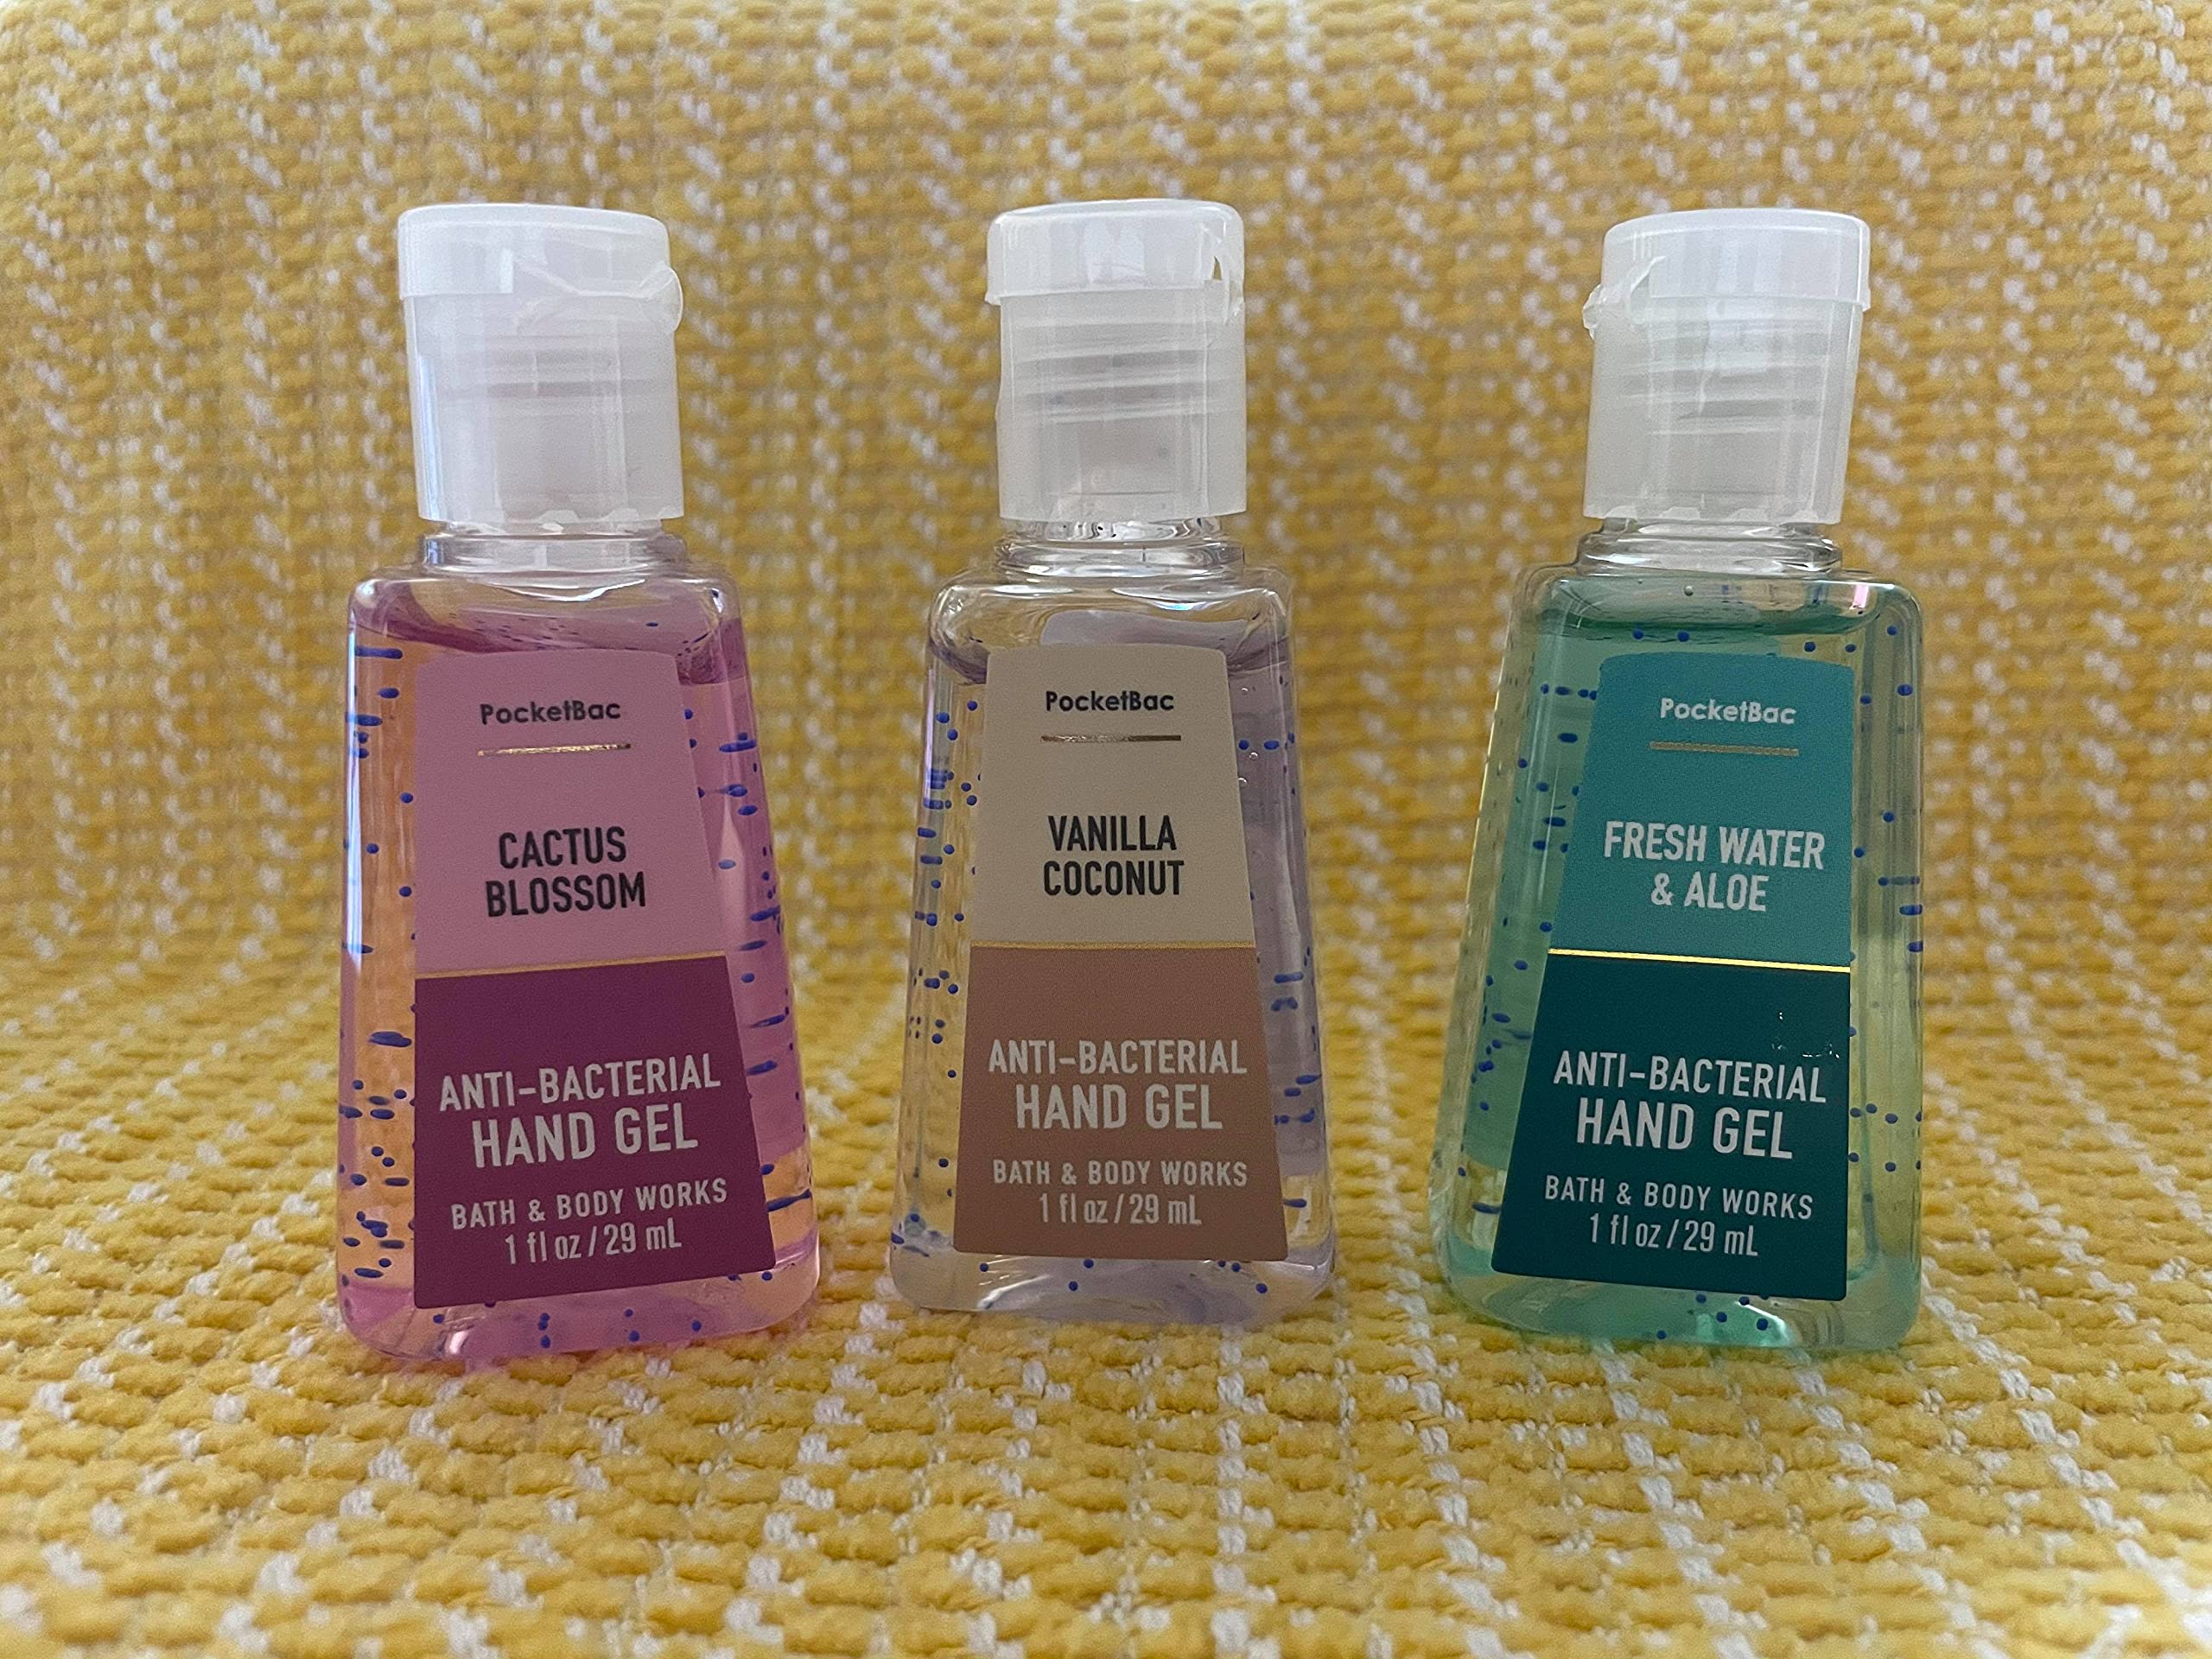 PocketBac
CACTUS
BLOSSOM
ANTI-BACTERIAL
HAND GEL
BATH & BODY WORKS
1 fl oz / 29 mL
PocketBac
VANILLA
COCONUT
ANTI-BACTERIAL
HAND GEL
BATH & BODY WORKS
1 fl oz / 29 mL
PocketBac
FRESH WATER
& ALOE
ANTI-BACTERIAL
HAND GEL
BATH & BODY WORKS
1 fl oz / 29 mL